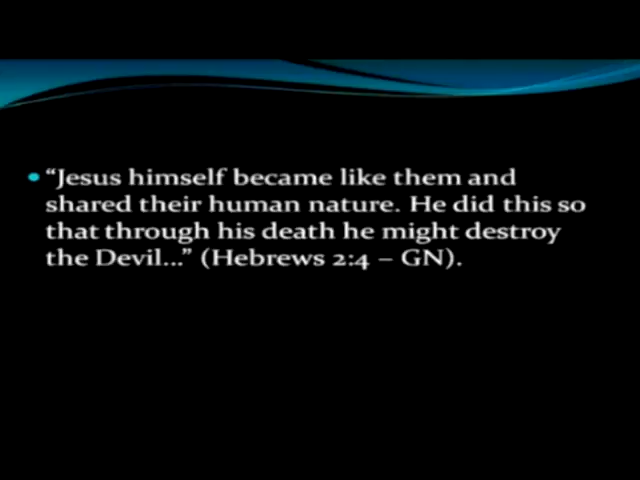 • “Jesus himself became like them and
shared their human nature. He did this so
that through his death he might destroy
the Devil...” (Hebrews 2:4 – GN).